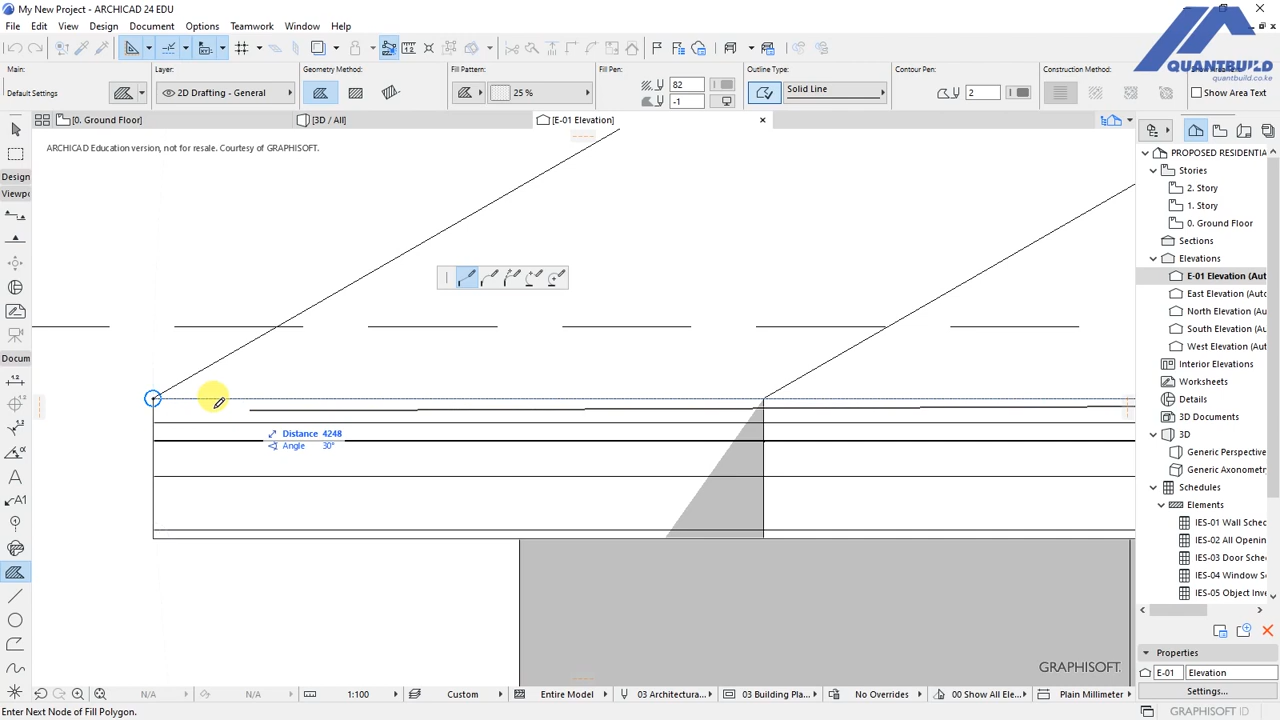 My New Project - ARCHICAD 24 EDU
File Edit View Design Document Options Teamwork Window Help
QUANTBUILD
quantbuild.co.ke
Main: Layer: Geometry Method: Fill Pattern: Fill Pen: Outline Type: Contour Pen: Construction Method:
Default Settings 2D Drafting - General 25 % 82 -1 Solid Line 2 Show Area Text
[0. Ground Floor] [3D / All] [E-01 Elevation]
ARCHICAD Education version, not for resale. Courtesy of GRAPHISOFT.
Design
Viewp
Docum
Distance 4248
Angle 30°
GRAPHISOFT.
PROPOSED RESIDENTIA
Stories
2. Story
1. Story
0. Ground Floor
Sections
Elevations
E-01 Elevation (Aut
East Elevation (Auto
North Elevation (Au
South Elevation (Aut
West Elevation (Aut
Interior Elevations
Worksheets
Details
3D Documents
3D
Generic Perspective
Generic Axonometr
Schedules
Elements
IES-01 Wall Sched
IES-02 All Opening
IES-03 Door Sche
IES-04 Window S
IES-05 Object Inve
Properties
E-01 Elevation
Settings...
N/A N/A 1:100 Custom Entire Model 03 Architectura... 03 Building Pla... No Overrides 00 Show All Ele... Plain Millimeter
Enter Next Node of Fill Polygon.
GRAPHISOFT ID